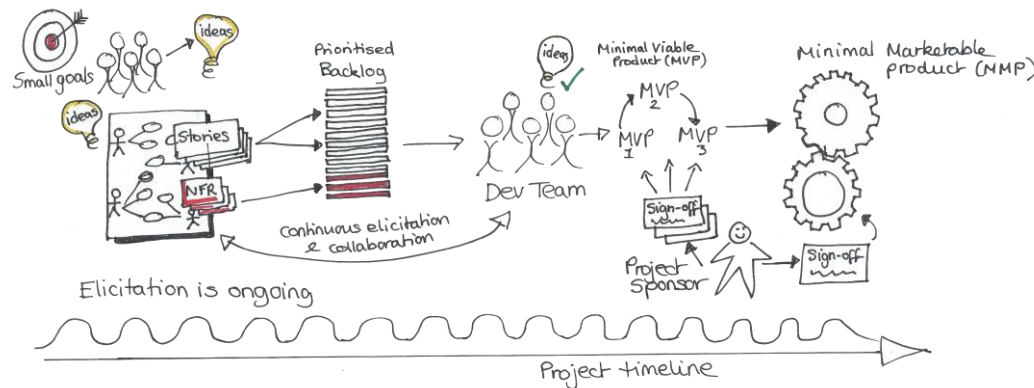 Small goals
ideas
ideas
Stories
NFR
Prioritised
Backlog
Continuous elicitation
& collaboration
ideas
Dev Team
Minimal Viable
Product (MVP)
MVP
1
MVP
2
MVP
3
Sign-off
Project
Sponsor
Minimal Marketable
product (MMP)
Sign-off
Elicitation is ongoing
Project timeline